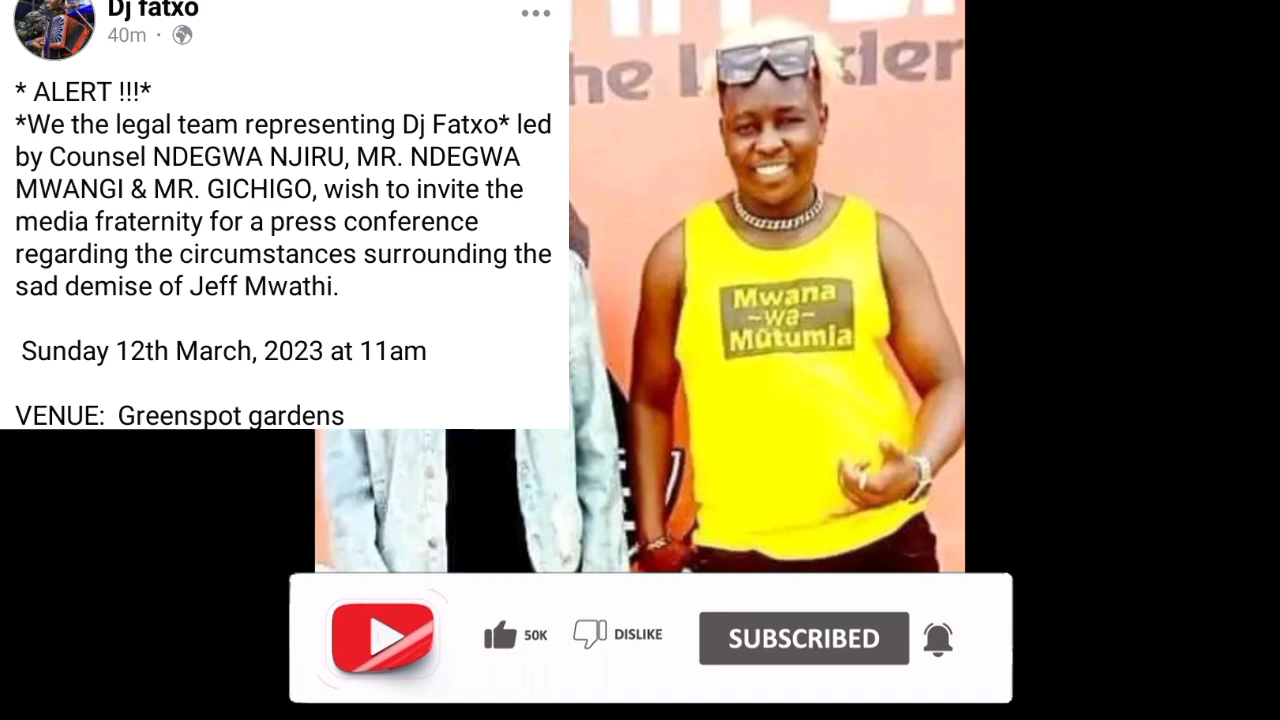 Dj fatxo
40m ·
* ALERT !!!*
*We the legal team representing Dj Fatxo* led
by Counsel NDEGWA NJIRU, MR. NDEGWA
MWANGI & MR. GICHIGO, wish to invite the
media fraternity for a press conference
regarding the circumstances surrounding the
sad demise of Jeff Mwathi.
Sunday 12th March, 2023 at 11am
VENUE:  Greenspot gardens
Mwana
~wa~
Mũtumia
50K
DISLIKE
SUBSCRIBED